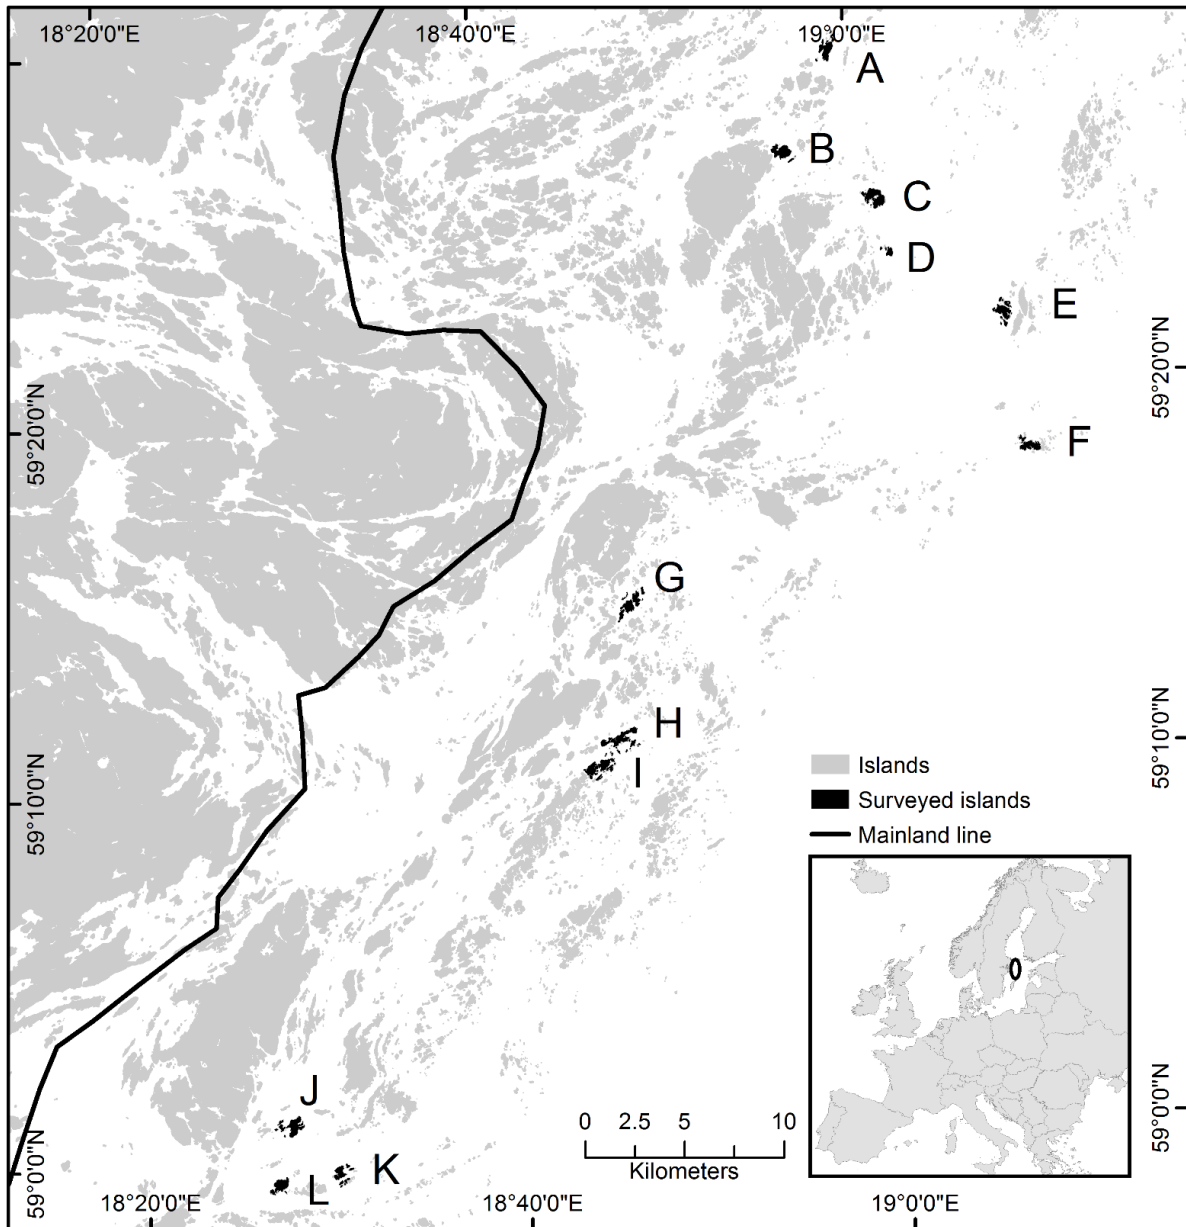 18°20'0"E
18°40'0"E
19°0'0"E
A
B
C
D
E
59°20'0"N
59°20'0"N
F
G
H
I
59°10'0"N
59°10'0"N
Islands
Surveyed islands
Mainland line
J
0 2.5 5 10
Kilometers
K
L
59°0'0"N
59°0'0"N
18°20'0"E
18°40'0"E
19°0'0"E